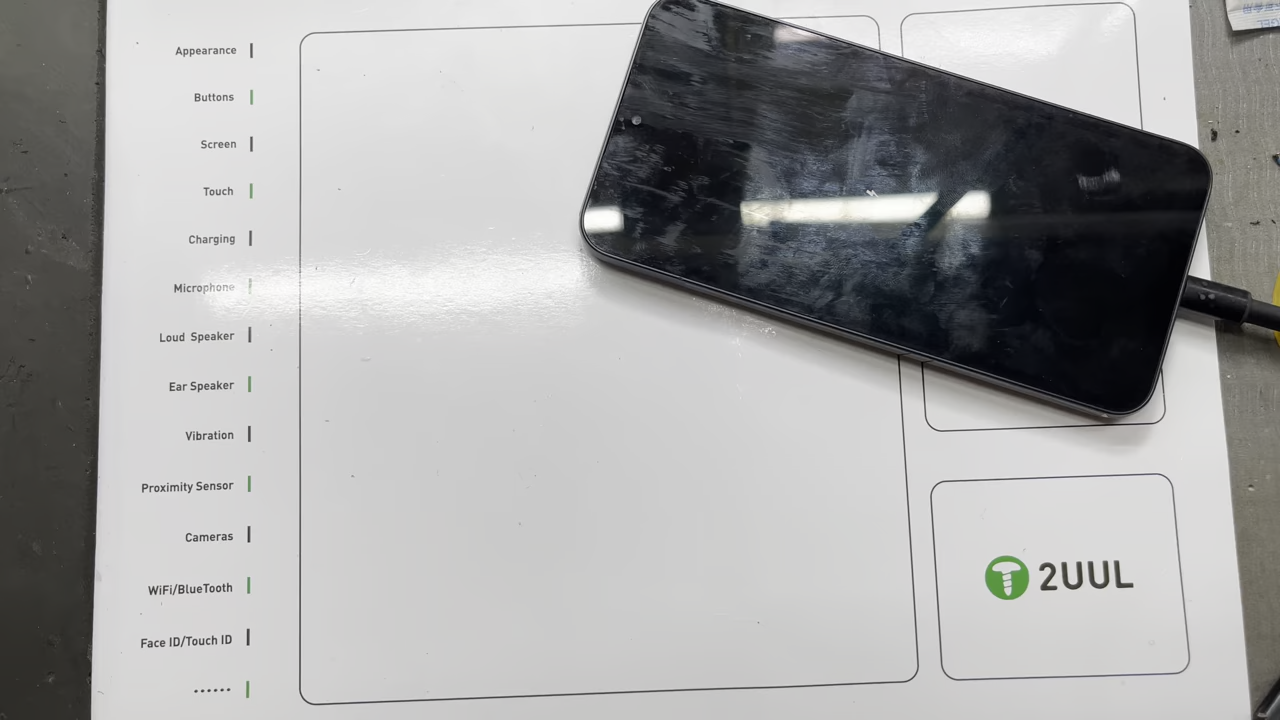 Appearance
Buttons
Screen
Touch
Charging
Microphone
Loud Speaker
Ear Speaker
Vibration
Proximity Sensor
Cameras
WiFi/BlueTooth
Face ID/Touch ID
......
2UUL